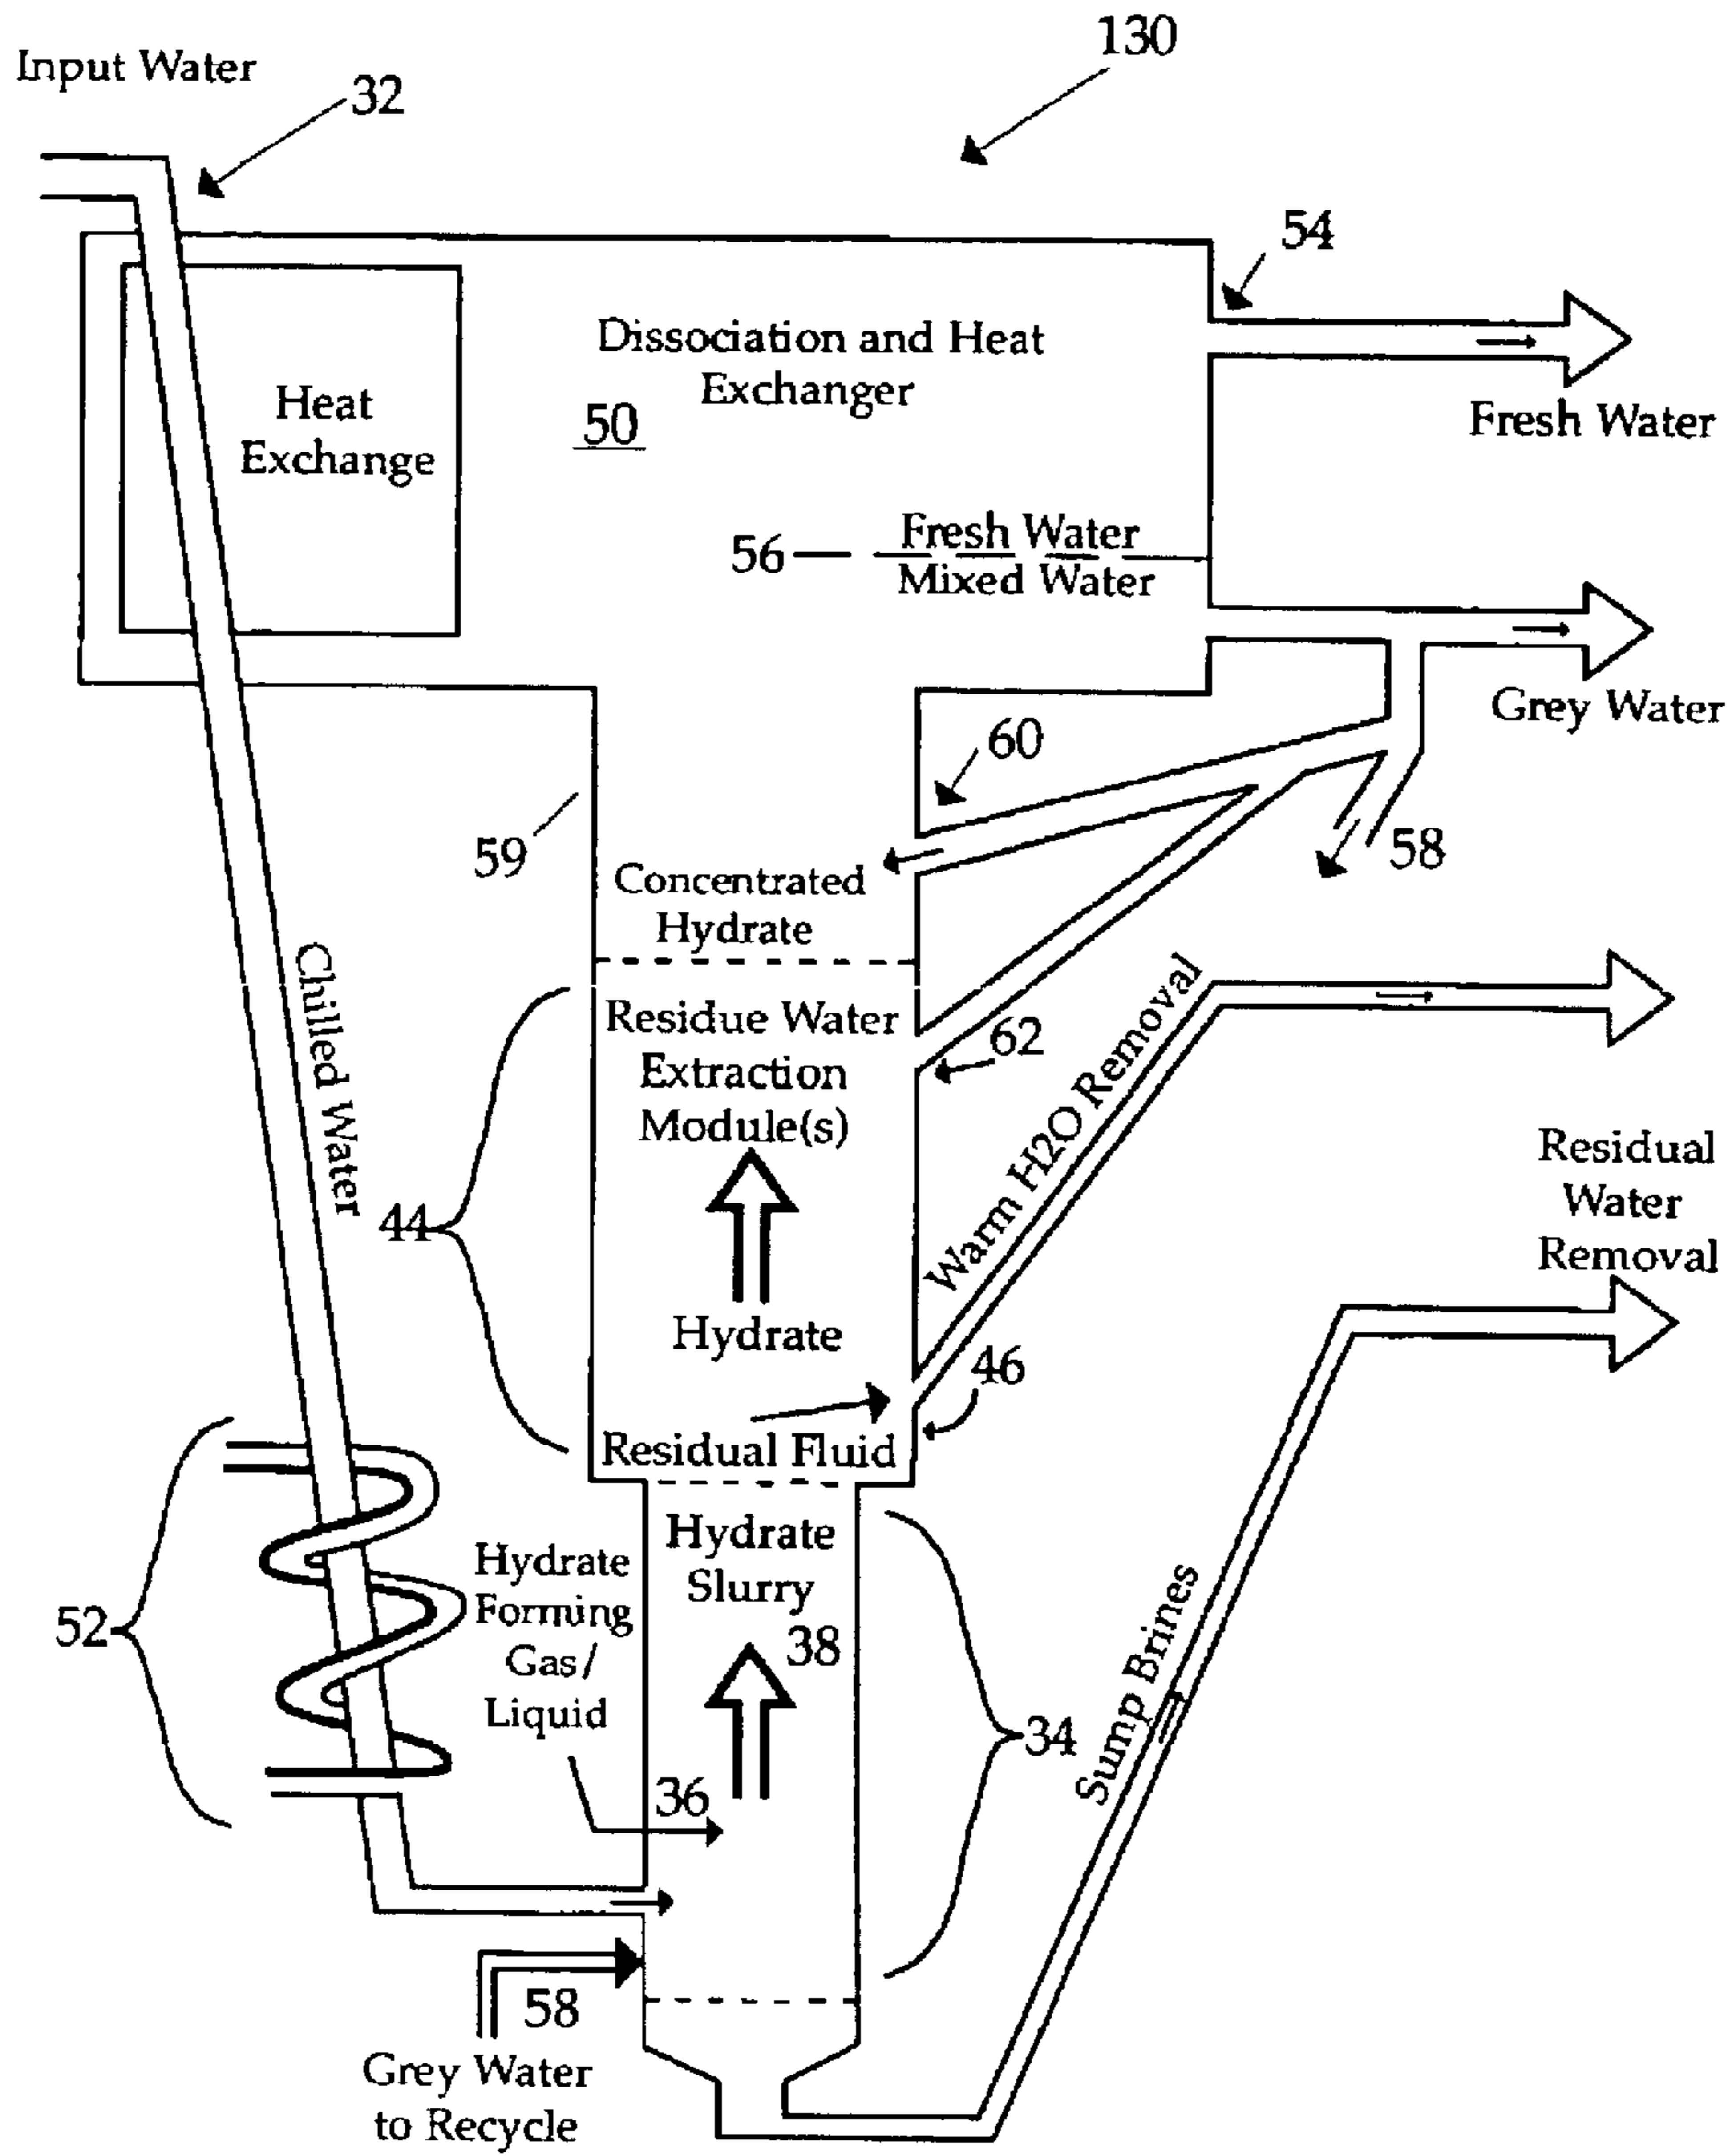 130
Input Water
32
54
Dissociation and Heat
Exchanger
50
Heat
Exchange
Fresh Water
56
Fresh Water
Mixed Water
Grey Water
60
59
58
Concentrated
Hydrate
Chilled Water
Residue Water
Extraction
Module(s)
62
Warm H2O Removal
Residual
Water
Removal
44
Hydrate
46
Residual Fluid
Hydrate
Slurry
38
Hydrate
Forming
Gas/
Liquid
52
34
Sump Brines
36
58
Grey Water
to Recycle